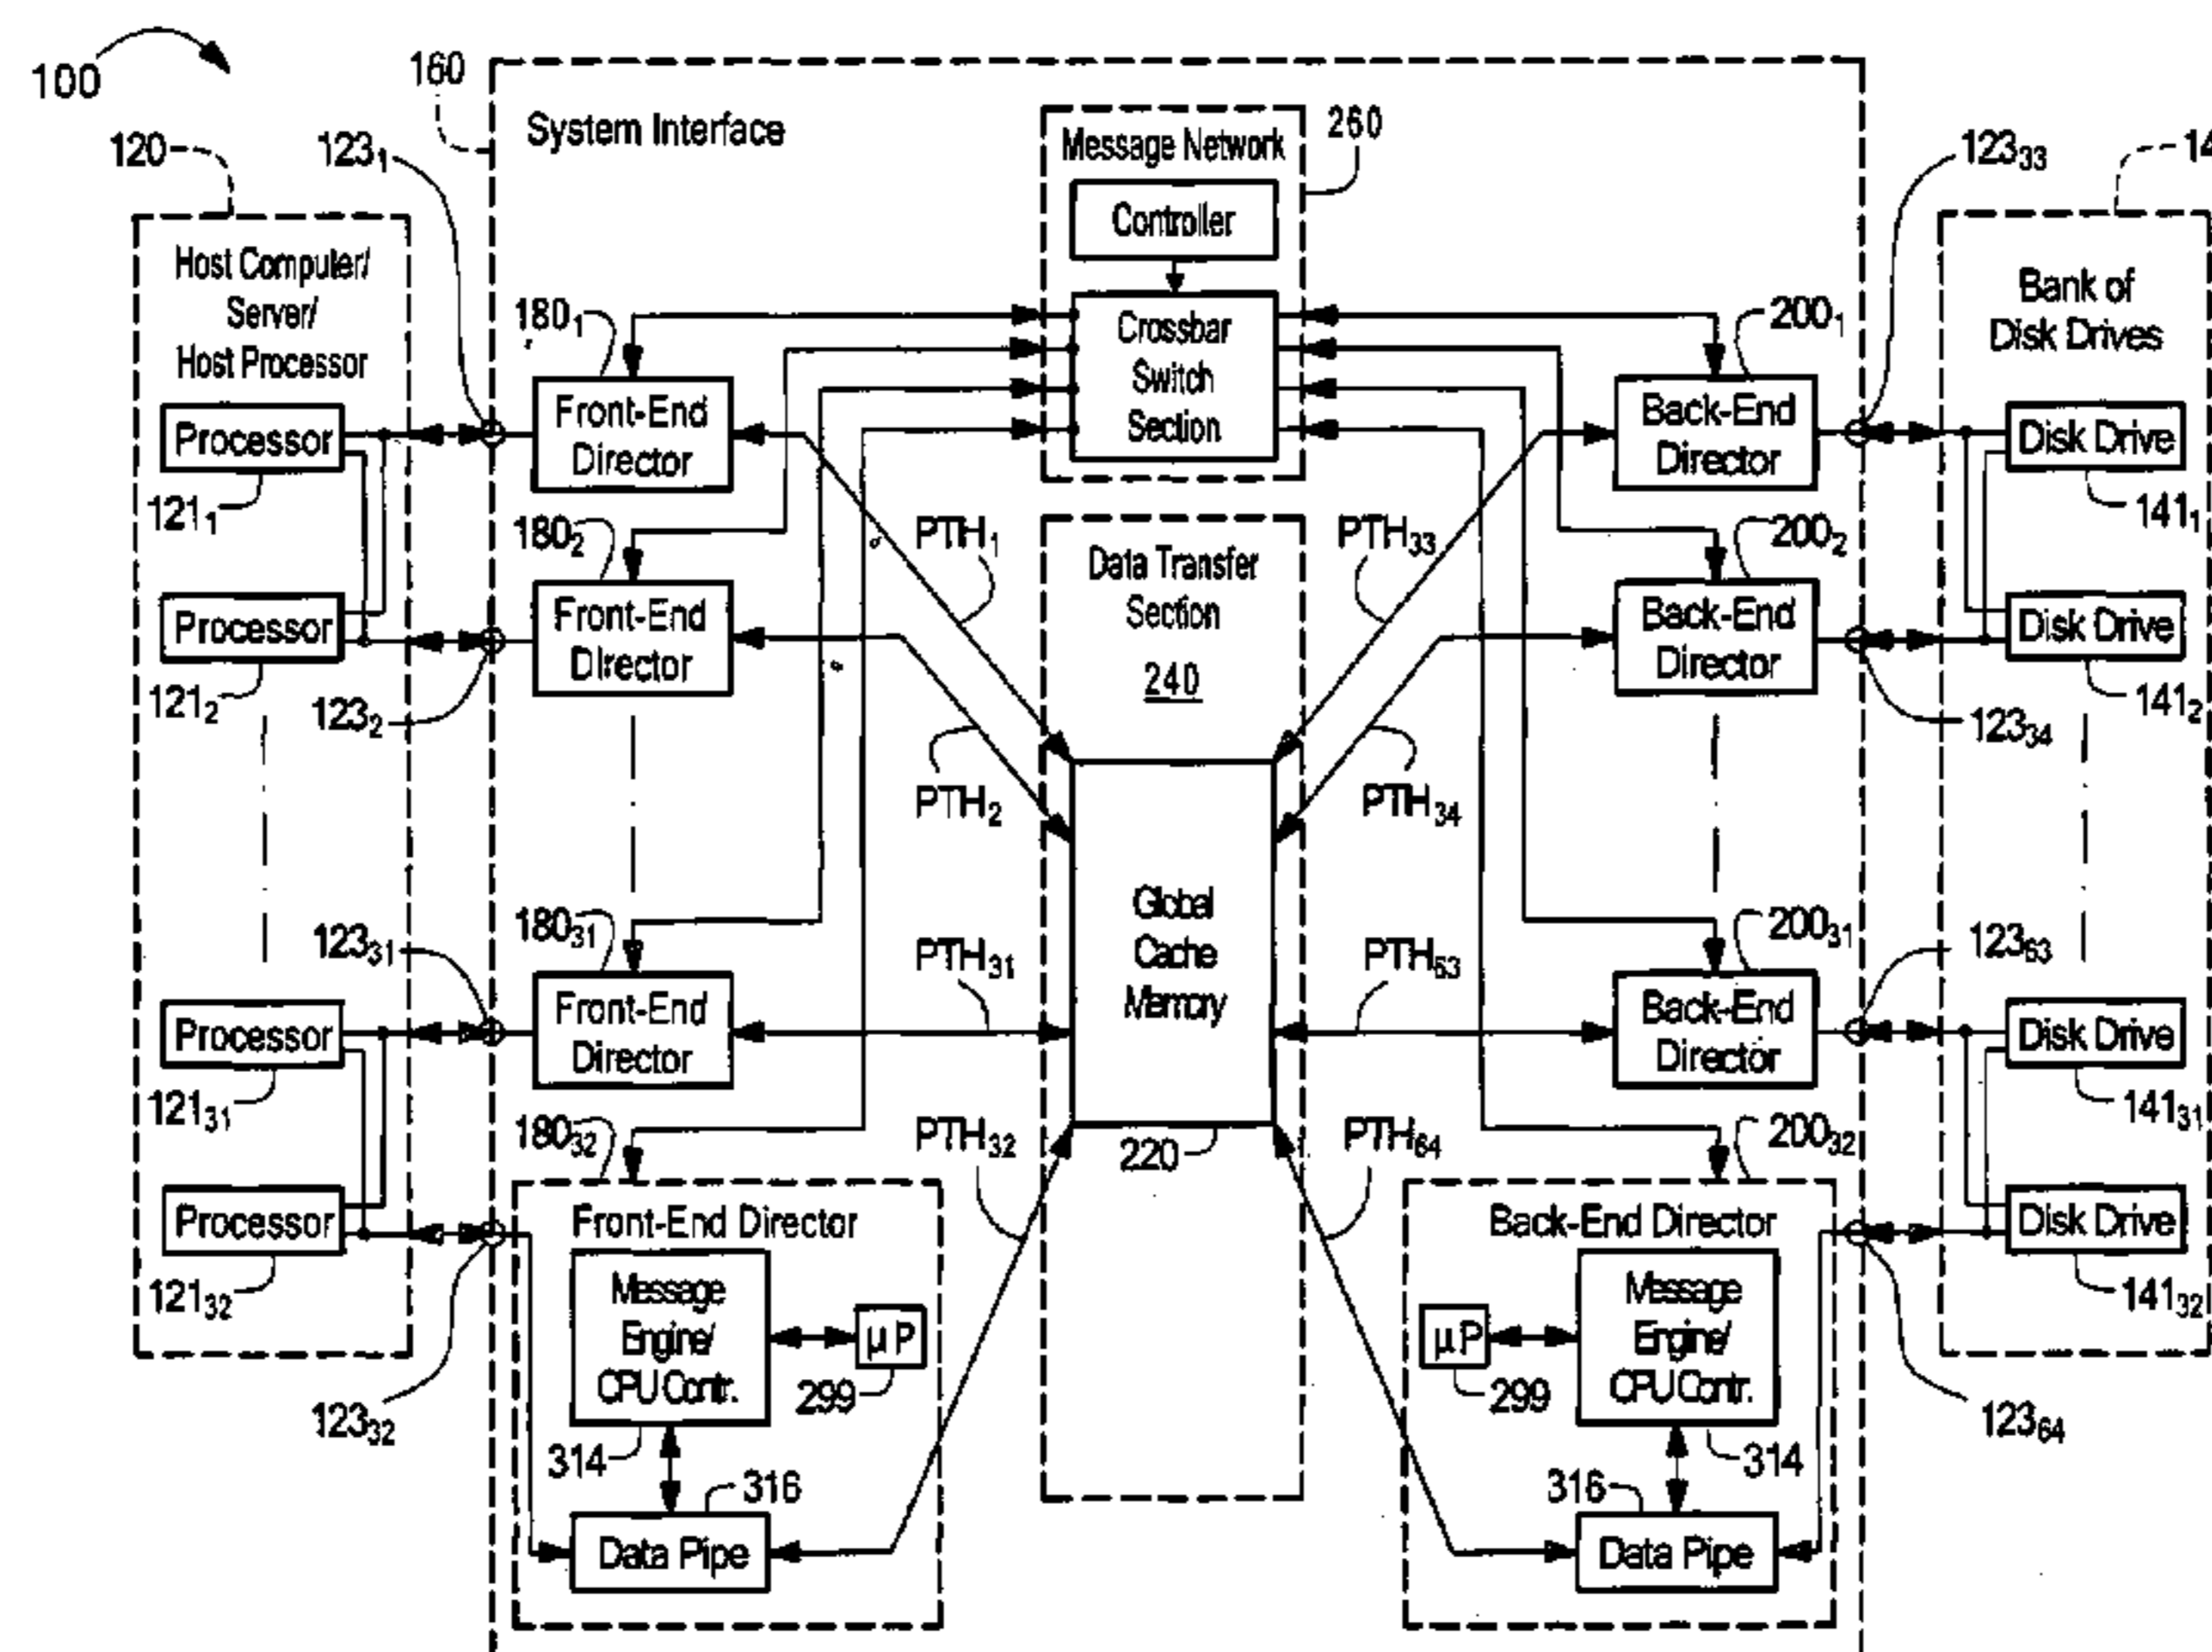 100
160
System Interface
120
123₁
Message Network
260
Controller
123₃₃
14
Host Computer/
Server/
Host Processor
180₁
Crossbar
Switch
Section
200₁
Bank of
Disk Drives
Processor
Front-End
Director
Back-End
Director
Disk Drive
121₁
141₁
180₂
PTH₁
Data Transfer
Section
240
PTH₃₃
200₂
Processor
Front-End
Director
Back-End
Director
Disk Drive
121₂
123₂
141₂
123₃₄
PTH₂
PTH₃₄
Global
Cache
Memory
220
123₃₁
180₃₁
PTH₃₁
PTH₆₃
200₃₁
123₆₃
Processor
Front-End
Director
Back-End
Director
Disk Drive
121₃₁
141₃₁
180₃₂
PTH₃₂
PTH₆₄
200₃₂
Processor
Front-End Director
Back-End Director
Disk Drive
121₃₂
141₃₂
Message
Engine/
CPU Contr.
µP
299
314
µP
299
Message
Engine/
CPU Contr.
314
123₃₂
123₆₄
316
Data Pipe
316
Data Pipe